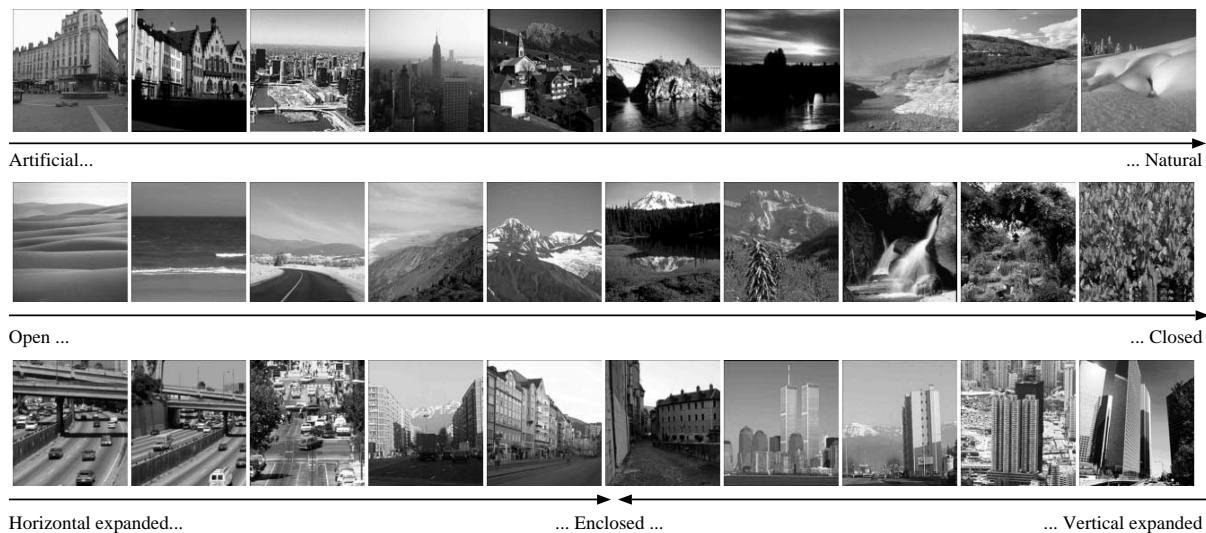 Artificial... ... Natural
Open ... ... Closed
Horizontal expanded... ... Enclosed ... ... Vertical expanded